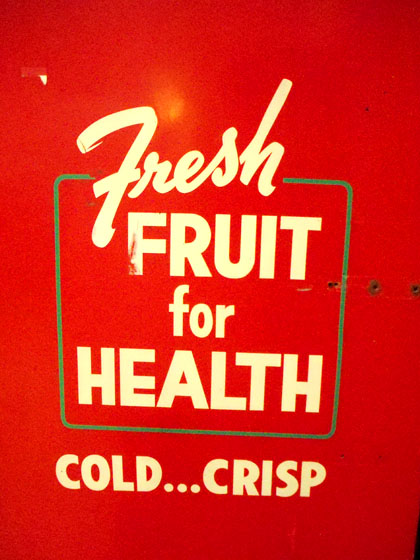 Fresh
FRUIT
for
HEALTH
COLD...CRISP